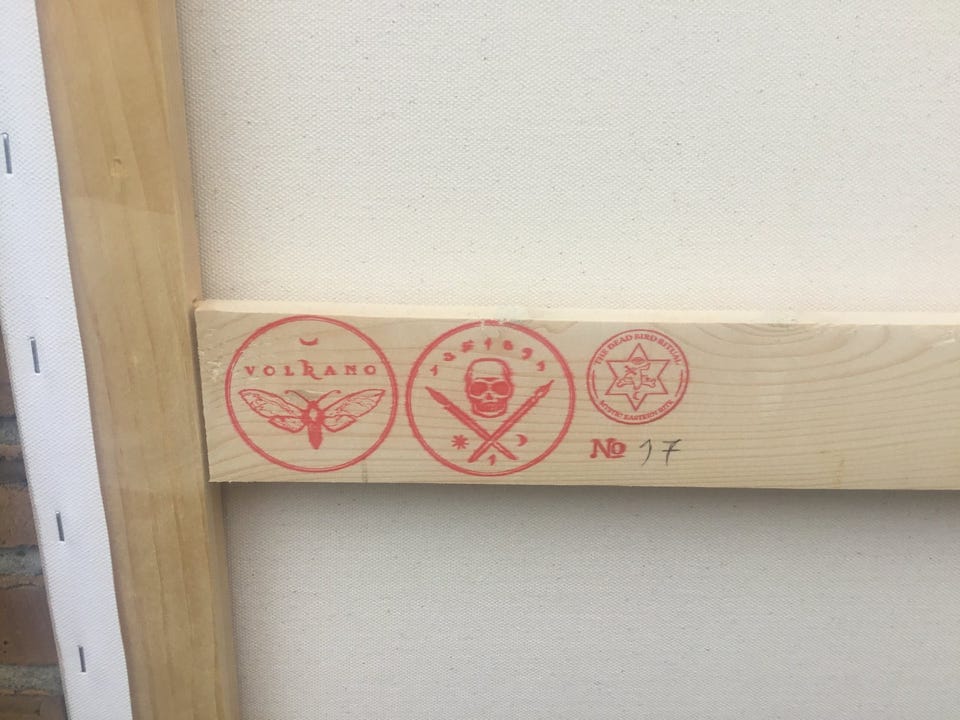 VOLKANO
THE DEAD BIRD RITUAL
MYSTIC EASTERN RITE
No 17